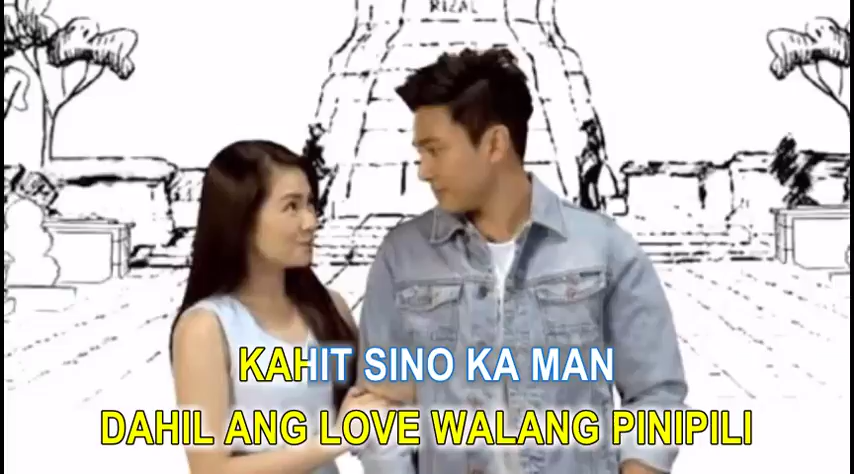 RIZAL
KAHIT SINO KA MAN
DAHIL ANG LOVE WALANG PINIPILI